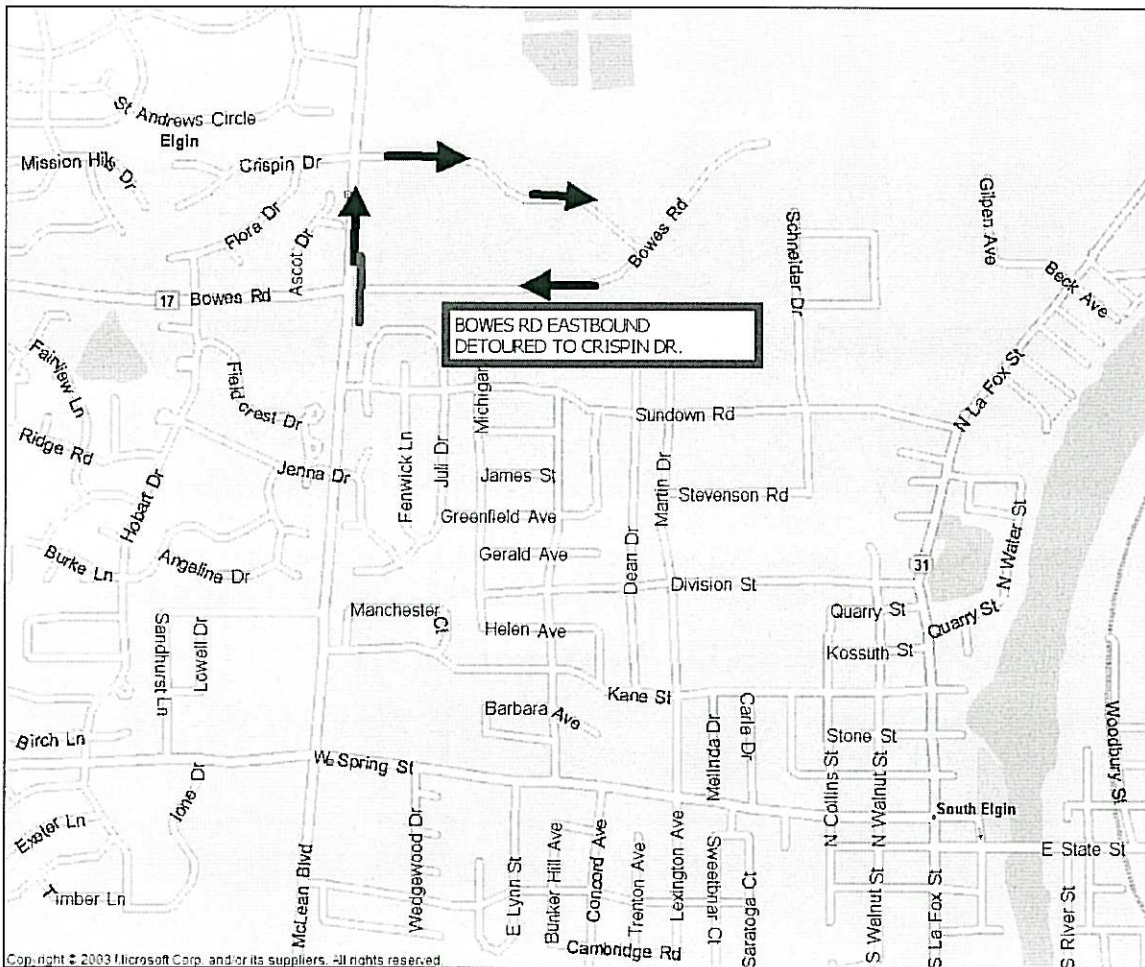 St Andrews Circle
Elgin
Mission Hills Dr
Crispin Dr
Flora Dr
Ascot Dr
Bowes Rd
Schneider Dr
Gilpen Ave
Beck Ave
17
Bowes Rd
BOWES RD EASTBOUND
DETOURED TO CRISPIN DR.
N La Fox St
Fairview Ln
Fieldcrest Dr
Michigan
Sundown Rd
Ridge Rd
Jenna Dr
Fenwick Ln
Juli Dr
James St
Martin Dr
Stevenson Rd
Hobart Dr
Greenfield Ave
N Water St
Burke Ln
Angeline Dr
Gerald Ave
Dean Dr
Division St
31
Manchester Ct
Quarry St
Quarry St
Sandhurst Ln
Lowell Dr
Helen Ave
Kossuth St
Kane St
Barbara Ave
Melinda Dr
Carle Dr
Stone St
Woodbury St
Birch Ln
W Spring St
N Collins St
N Walnut St
South Elgin
Ione Dr
Exeter Ln
E State St
Timber Ln
McLean Blvd
Wedgewood Dr
E Lynn St
Bunker Hill Ave
Concord Ave
Trenton Ave
Lexington Ave
Sweetbriar Ct
Saratoga Ct
S Walnut St
S La Fox St
S River St
Cambridge Rd
Copyright © 2003 Microsoft Corp. and/or its suppliers. All rights reserved.